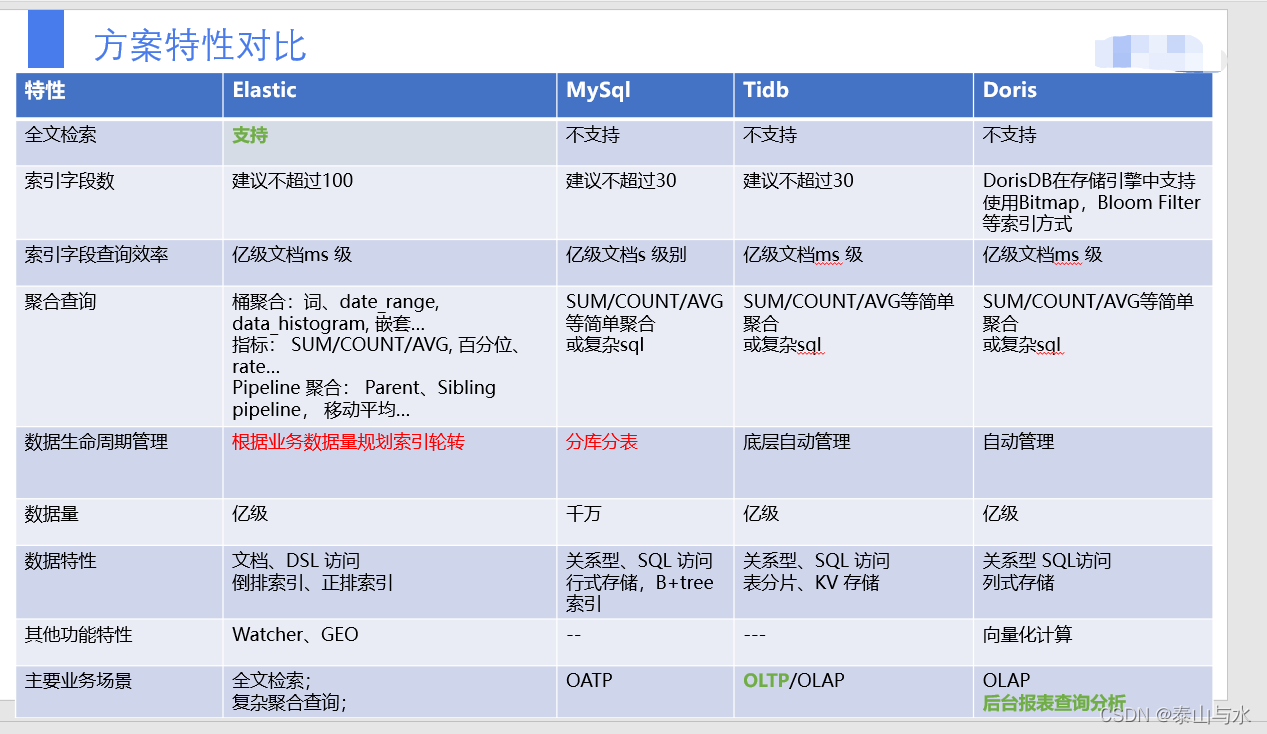 方案特性对比
特性 Elastic MySql Tidb Doris
全文检索 支持 不支持 不支持 不支持
索引字段数 建议不超过100 建议不超过30 建议不超过30 DorisDB在存储引擎中支持
使用Bitmap，Bloom Filter
等索引方式
索引字段查询效率 亿级文档ms 级 亿级文档s 级别 亿级文档ms 级 亿级文档ms 级
聚合查询
桶聚合：词、date_range,
data_histogram, 嵌套...
指标： SUM/COUNT/AVG, 百分位、
rate...
Pipeline 聚合： Parent、Sibling
pipeline， 移动平均...
SUM/COUNT/AVG
等简单聚合
或复杂sql
SUM/COUNT/AVG等简单
聚合
或复杂sql
SUM/COUNT/AVG等简单
聚合
或复杂sql
数据生命周期管理 根据业务数据量规划索引轮转 分库分表 底层自动管理 自动管理
数据量 亿级 千万 亿级 亿级
数据特性
文档、DSL 访问
倒排索引、正排索引
关系型、SQL 访问
行式存储，B+tree
索引
关系型、SQL 访问
表分片、KV 存储
关系型 SQL访问
列式存储
其他功能特性 Watcher、GEO -- --- 向量化计算
主要业务场景
全文检索；
复杂聚合查询；
OATP
OLTP/OLAP
OLAP
后台报表查询分析
CSDN @泰山与水